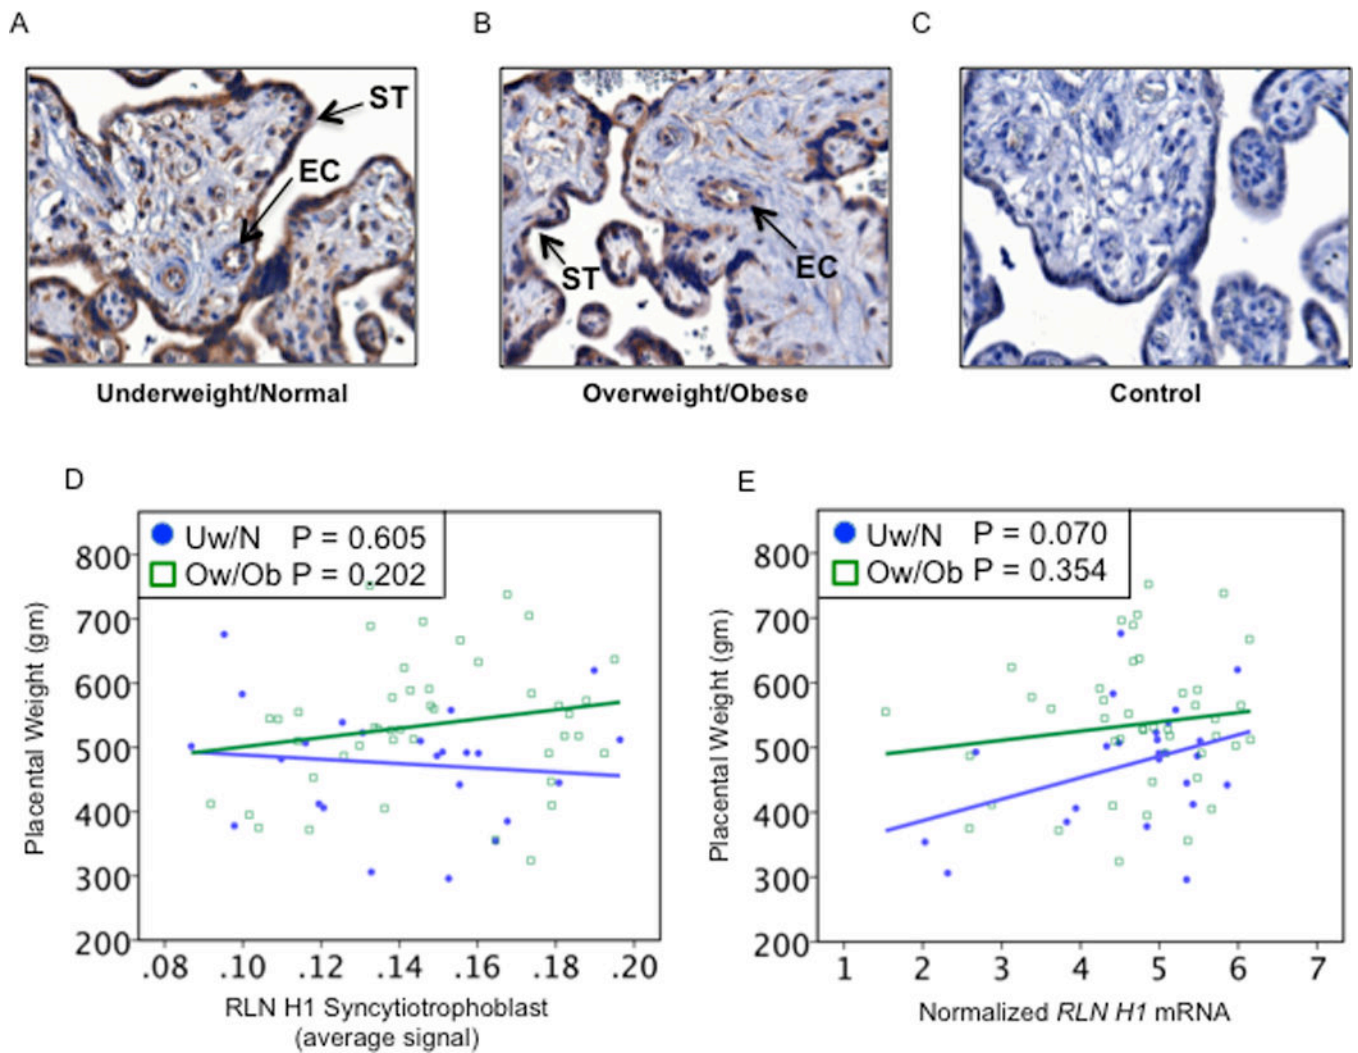 A
B
C
ST
EC
ST
EC
Underweight/Normal
Overweight/Obese
Control
D
Uw/N P = 0.605
Ow/Ob P = 0.202
800
700
600
500
400
300
200
Placental Weight (gm)
.08 .10 .12 .14 .16 .18 .20
RLN H1 Syncytiotrophoblast
(average signal)
E
Uw/N P = 0.070
Ow/Ob P = 0.354
800
700
600
500
400
300
200
Placental Weight (gm)
1 2 3 4 5 6 7
Normalized RLN H1 mRNA